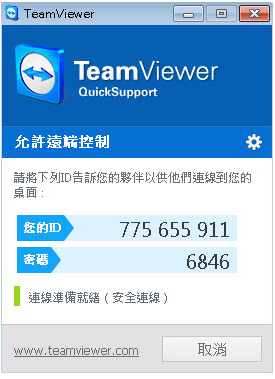 TeamViewer
TeamViewer
QuickSupport
允許遠端控制
請將下列ID告訴您的夥伴以供他們連線到您的
桌面：
您的ID 775 655 911
密碼 6846
連線準備就緒（安全連線）
www.teamviewer.com 取消